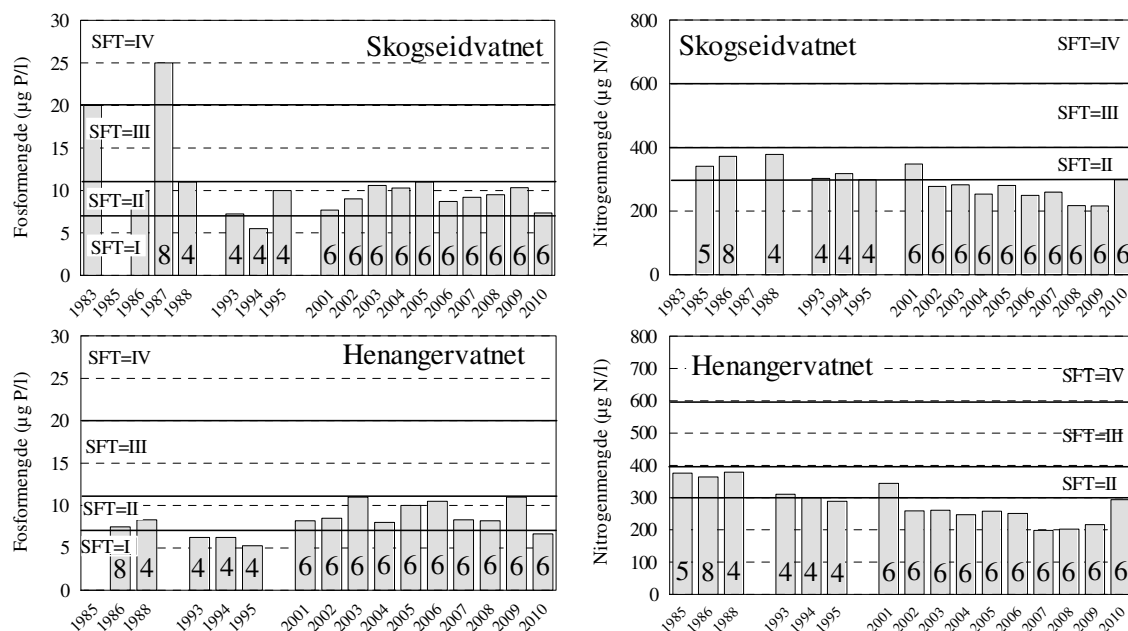 Skogseidvatnet
Fosformengde (µg P/l)
30
25
20
15
10
5
0
SFT=IV
SFT=III
SFT=II
SFT=I
8 4 4 4 4 6 6 6 6 6 6 6 6 6 6
1983 1985 1986 1987 1988 1993 1994 1995 2001 2002 2003 2004 2005 2006 2007 2008 2009 2010
Skogseidvatnet
Nitrogenmengde (µg N/l)
800
600
400
200
0
SFT=IV
SFT=III
SFT=II
5 8 4 4 4 4 6 6 6 6 6 6 6 6 6 6
1983 1985 1986 1987 1988 1993 1994 1995 2001 2002 2003 2004 2005 2006 2007 2008 2009 2010
Henangervatnet
Fosformengde (µg P/l)
30
25
20
15
10
5
0
SFT=IV
SFT=III
SFT=II
SFT=I
8 4 4 4 4 6 6 6 6 6 6 6 6 6 6
1985 1986 1988 1993 1994 1995 2001 2002 2003 2004 2005 2006 2007 2008 2009 2010
Henangervatnet
Nitrogenmengde (µg N/l)
800
700
600
500
400
300
200
100
0
SFT=IV
SFT=III
SFT=II
5 8 4 4 4 4 6 6 6 6 6 6 6 6 6 6
1985 1986 1988 1993 1994 1995 2001 2002 2003 2004 2005 2006 2007 2008 2009 2010